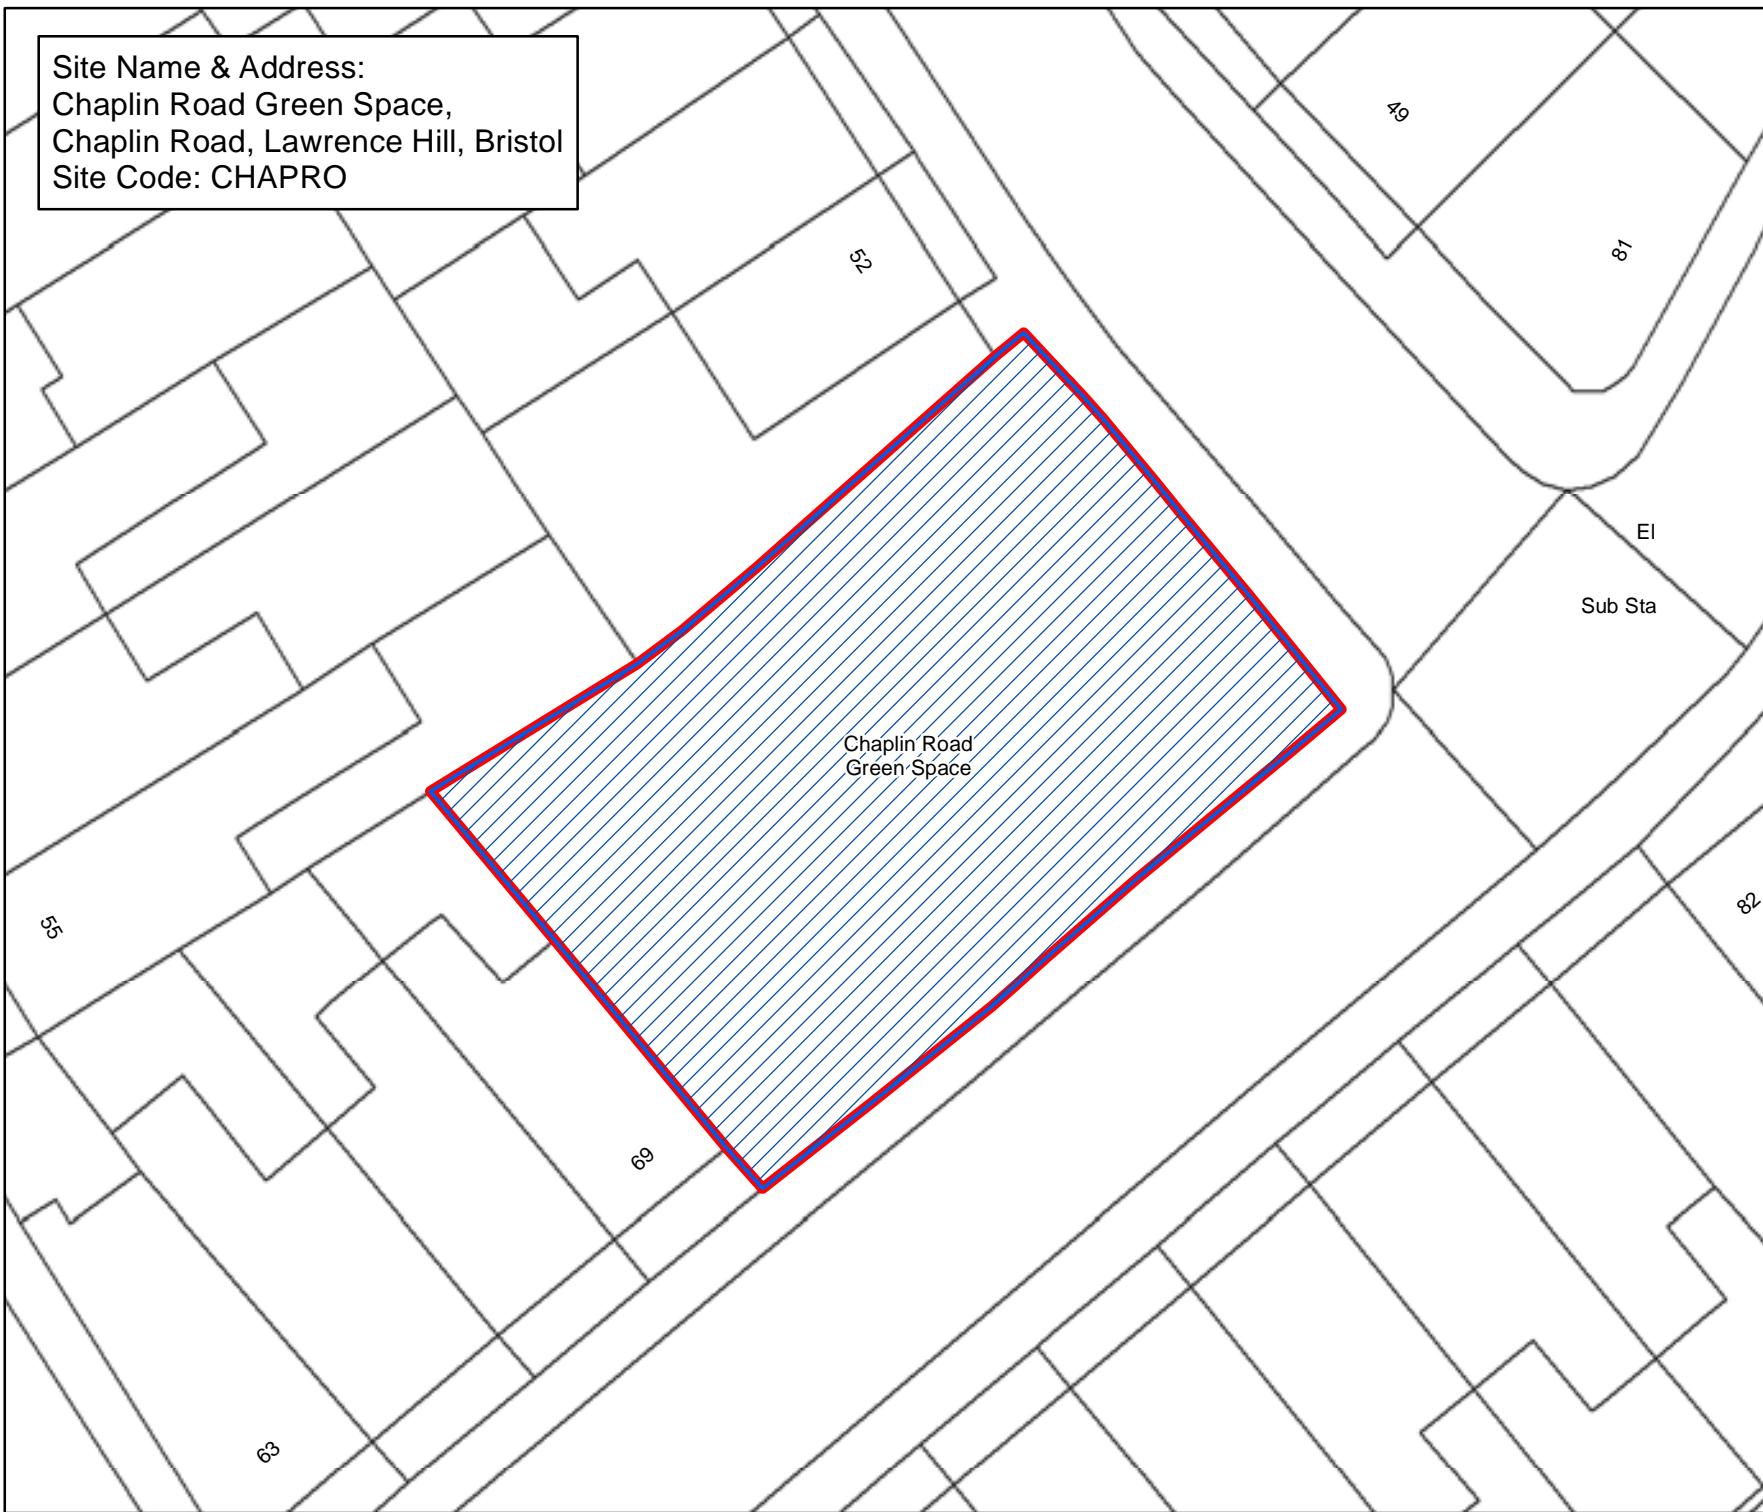 Site Name & Address:
Chaplin Road Green Space,
Chaplin Road, Lawrence Hill, Bristol
Site Code: CHAPRO
49
81
52
El
Sub Sta
Chaplin Road
Green Space
82
55
69
63